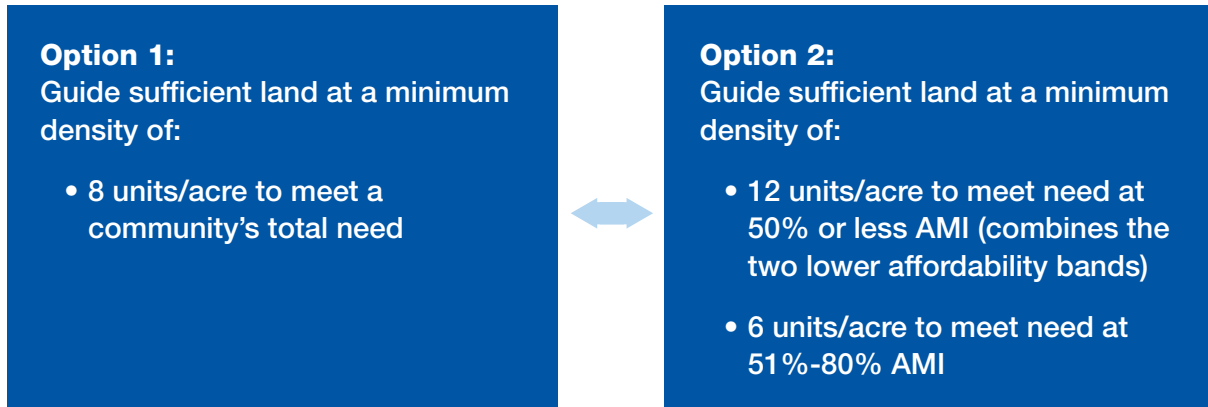 Option 1:
Guide sufficient land at a minimum
density of:
• 8 units/acre to meet a
community’s total need
Option 2:
Guide sufficient land at a minimum
density of:
• 12 units/acre to meet need at
50% or less AMI (combines the
two lower affordability bands)
• 6 units/acre to meet need at
51%-80% AMI